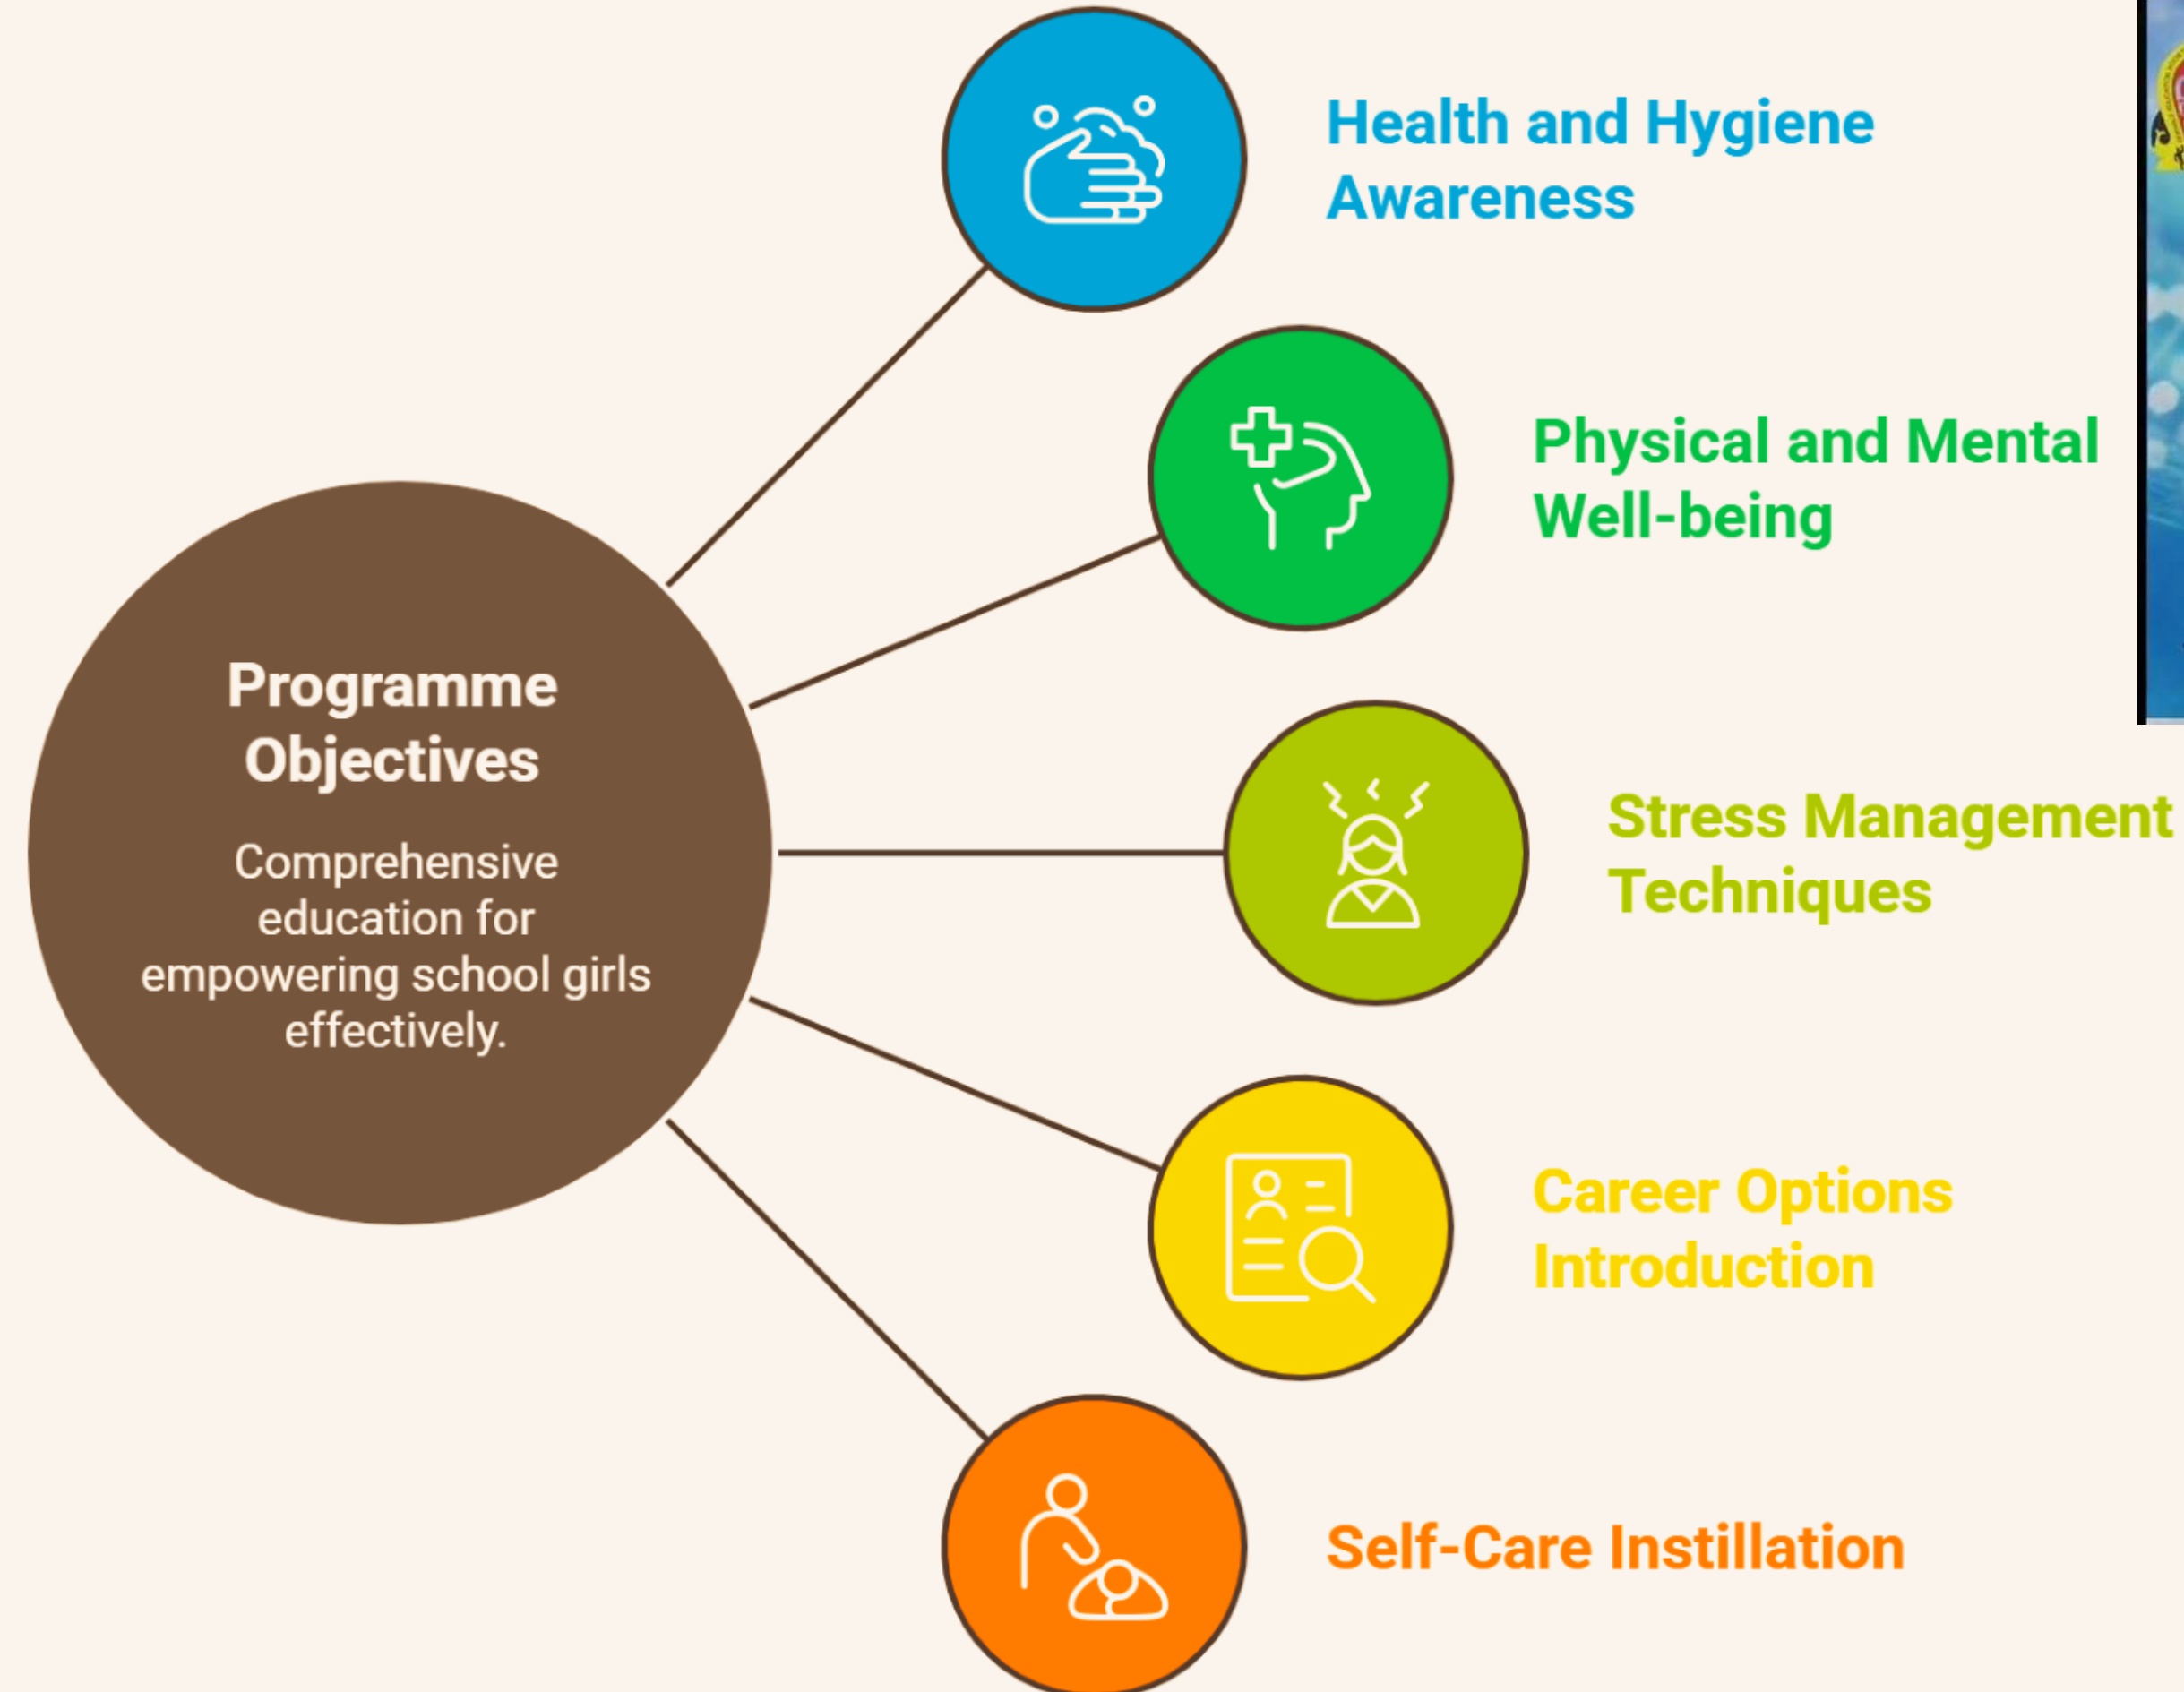 Programme
Objectives
Comprehensive
education for
empowering school girls
effectively.
Health and Hygiene
Awareness
Physical and Mental
Well-being
Stress Management
Techniques
Career Options
Introduction
Self-Care Instillation